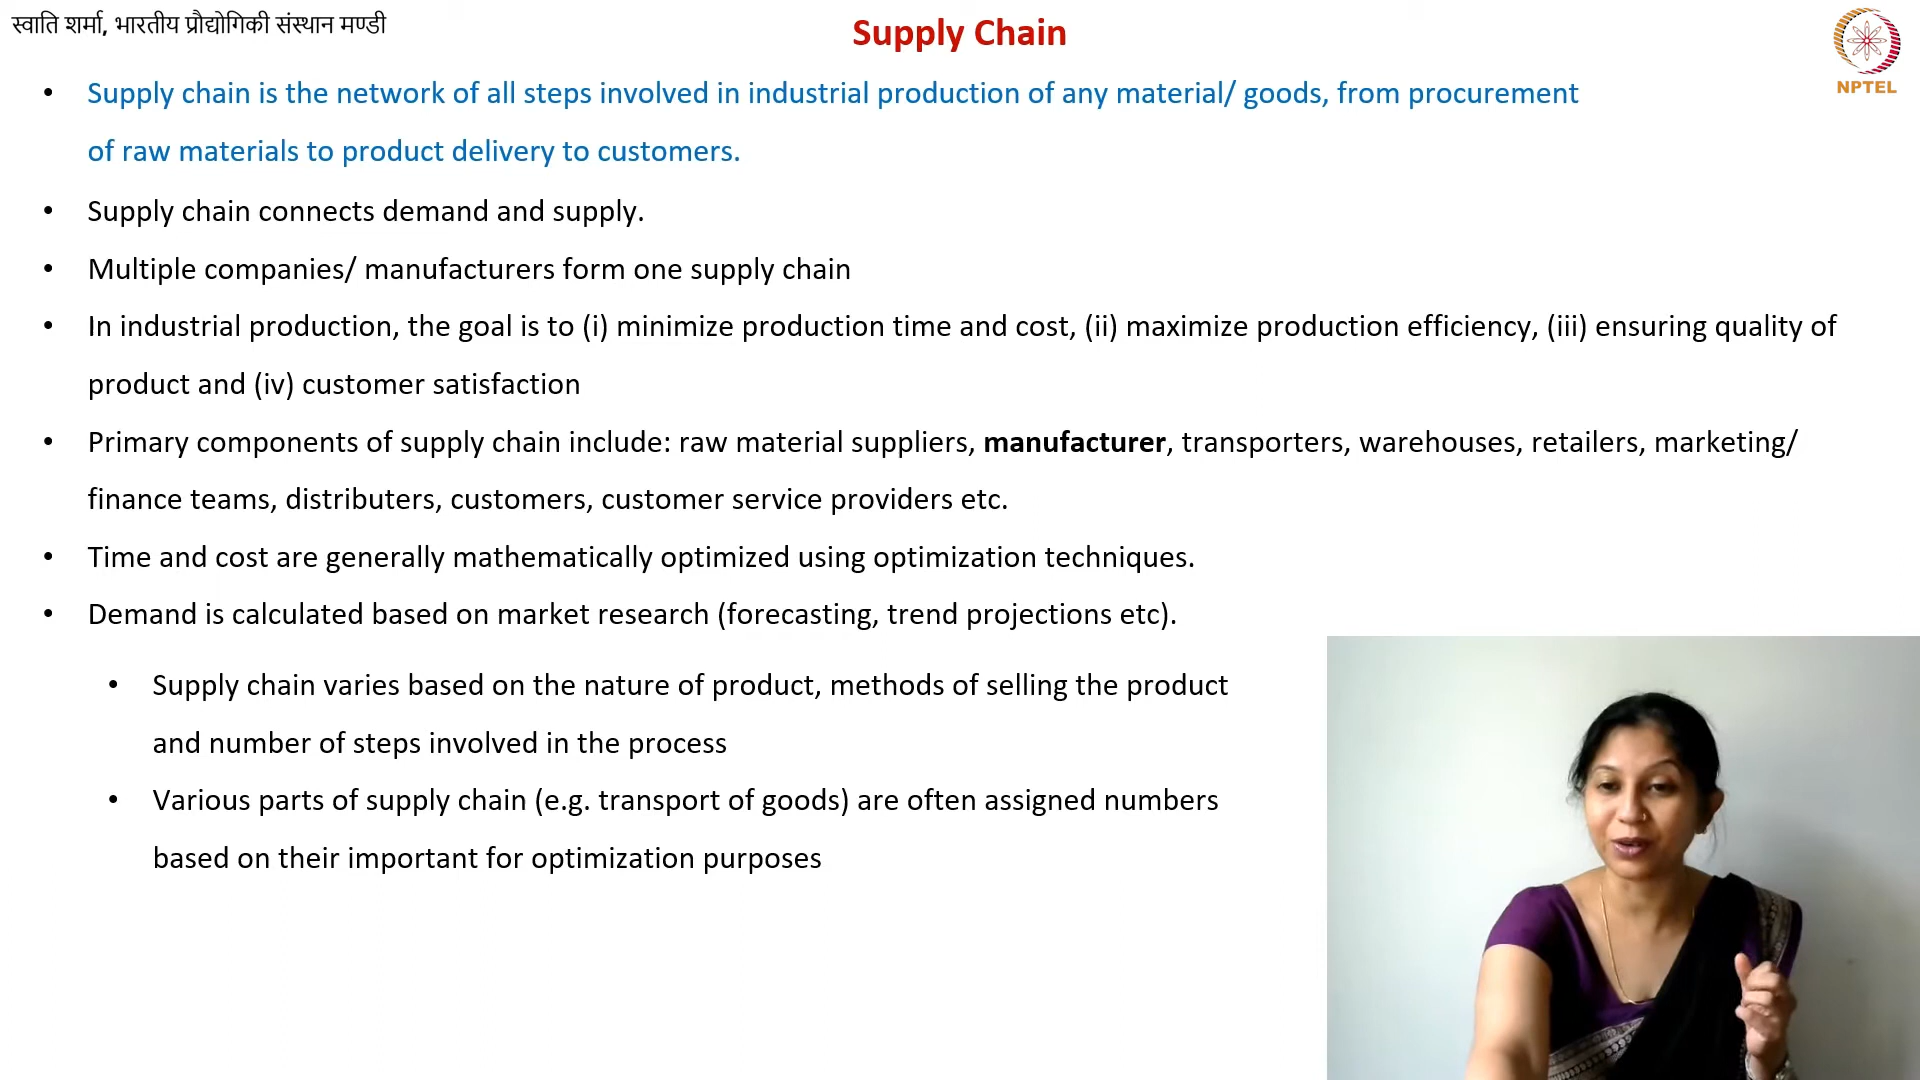 स्वाति शर्मा, भारतीय प्रौद्योगिकी संस्थान मण्डी
Supply Chain
NPTEL
• Supply chain is the network of all steps involved in industrial production of any material/ goods, from procurement
of raw materials to product delivery to customers.
• Supply chain connects demand and supply.
• Multiple companies/ manufacturers form one supply chain
• In industrial production, the goal is to (i) minimize production time and cost, (ii) maximize production efficiency, (iii) ensuring quality of
product and (iv) customer satisfaction
• Primary components of supply chain include: raw material suppliers, manufacturer, transporters, warehouses, retailers, marketing/
finance teams, distributers, customers, customer service providers etc.
• Time and cost are generally mathematically optimized using optimization techniques.
• Demand is calculated based on market research (forecasting, trend projections etc).
• Supply chain varies based on the nature of product, methods of selling the product
and number of steps involved in the process
• Various parts of supply chain (e.g. transport of goods) are often assigned numbers
based on their important for optimization purposes